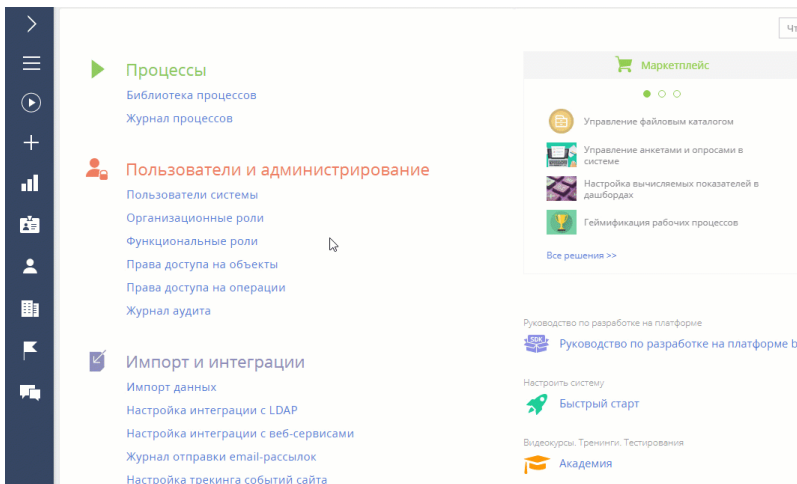 Чт
Процессы
Библиотека процессов
Журнал процессов
Пользователи и администрирование
Пользователи системы
Организационные роли
Функциональные роли
Права доступа на объекты
Права доступа на операции
Журнал аудита
Импорт и интеграции
Импорт данных
Настройка интеграции с LDAP
Настройка интеграции с веб-сервисами
Журнал отправки email-рассылок
Настройка трекинга событий сайта
Маркетплейс
Управление файловым каталогом
Управление анкетами и опросами в
системе
Настройка вычисляемых показателей в
дашбордах
Геймификация рабочих процессов
Все решения >>
Руководство по разработке на платформе
SDK
Руководство по разработке на платформе b
Настроить систему
Быстрый старт
Видеокурсы. Тренинги. Тестирования
Академия